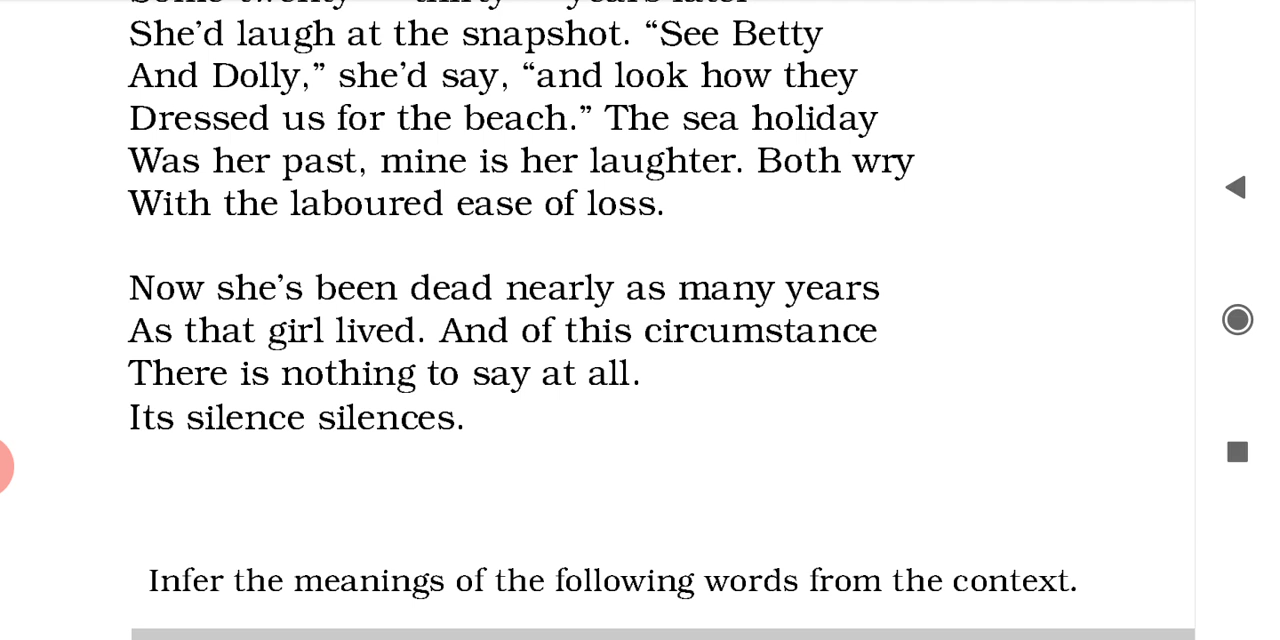 She’d laugh at the snapshot. “See Betty
And Dolly,” she’d say, “and look how they
Dressed us for the beach.” The sea holiday
Was her past, mine is her laughter. Both wry
With the laboured ease of loss.
Now she’s been dead nearly as many years
As that girl lived. And of this circumstance
There is nothing to say at all.
Its silence silences.
Infer the meanings of the following words from the context.